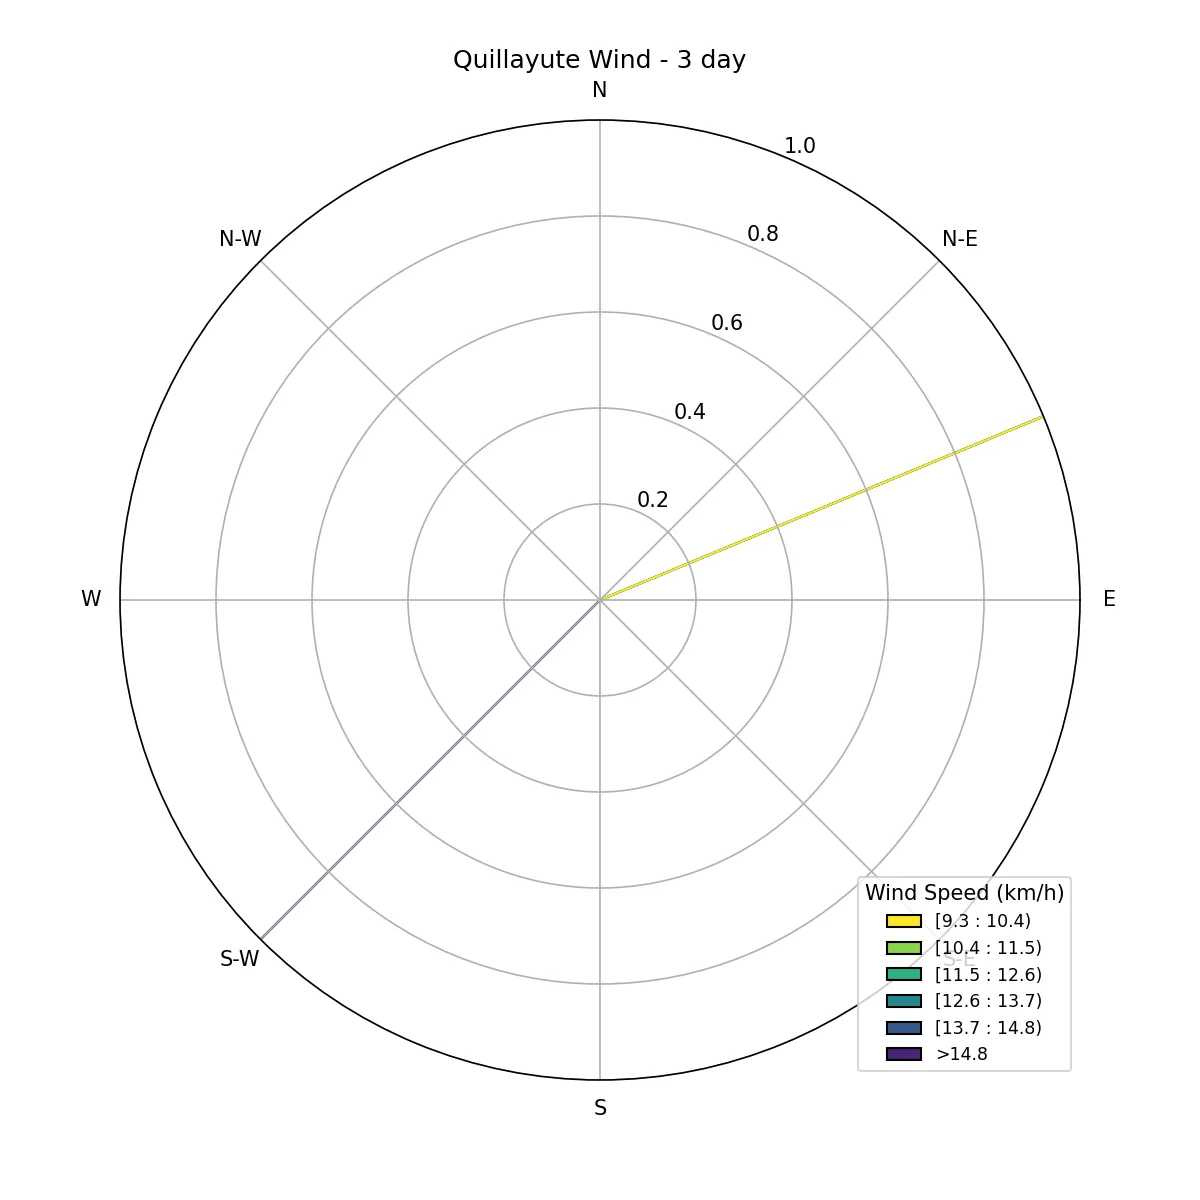 Quillayute Wind - 3 day
N
1.0
0.8
N-W
N-E
0.6
0.4
0.2
W
E
Wind Speed (km/h)
[9.3 : 10.4)
[10.4 : 11.5)
S-W
S-E
[11.5 : 12.6)
[12.6 : 13.7)
[13.7 : 14.8)
>14.8
S